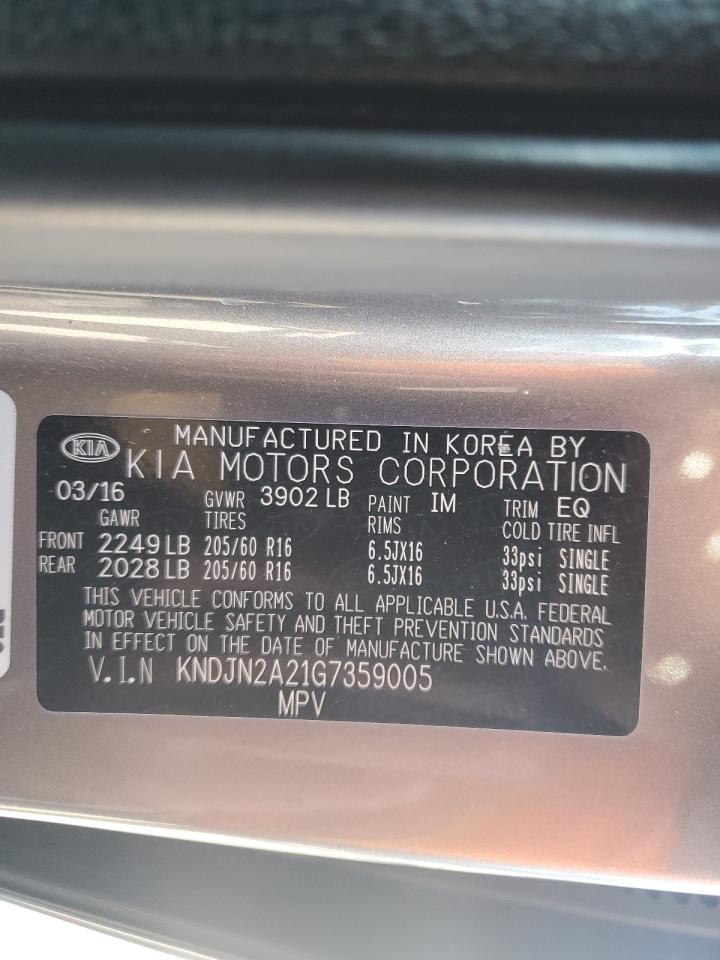 KIA
MANUFACTURED IN KOREA BY
KIA MOTORS CORPORATION
03/16 GVWR 3902 LB PAINT IM TRIM EQ
GAWR TIRES RIMS COLD TIRE INFL
FRONT 2249 LB 205/60 R16 6.5JX16 33psi SINGLE
REAR 2028 LB 205/60 R16 6.5JX16 33psi SINGLE
THIS VEHICLE CONFORMS TO ALL APPLICABLE U.S.A. FEDERAL
MOTOR VEHICLE SAFETY AND THEFT PREVENTION STANDARDS
IN EFFECT ON THE DATE OF MANUFACTURE SHOWN ABOVE.
V.I.N KNDJN2A21G7359005
MPV